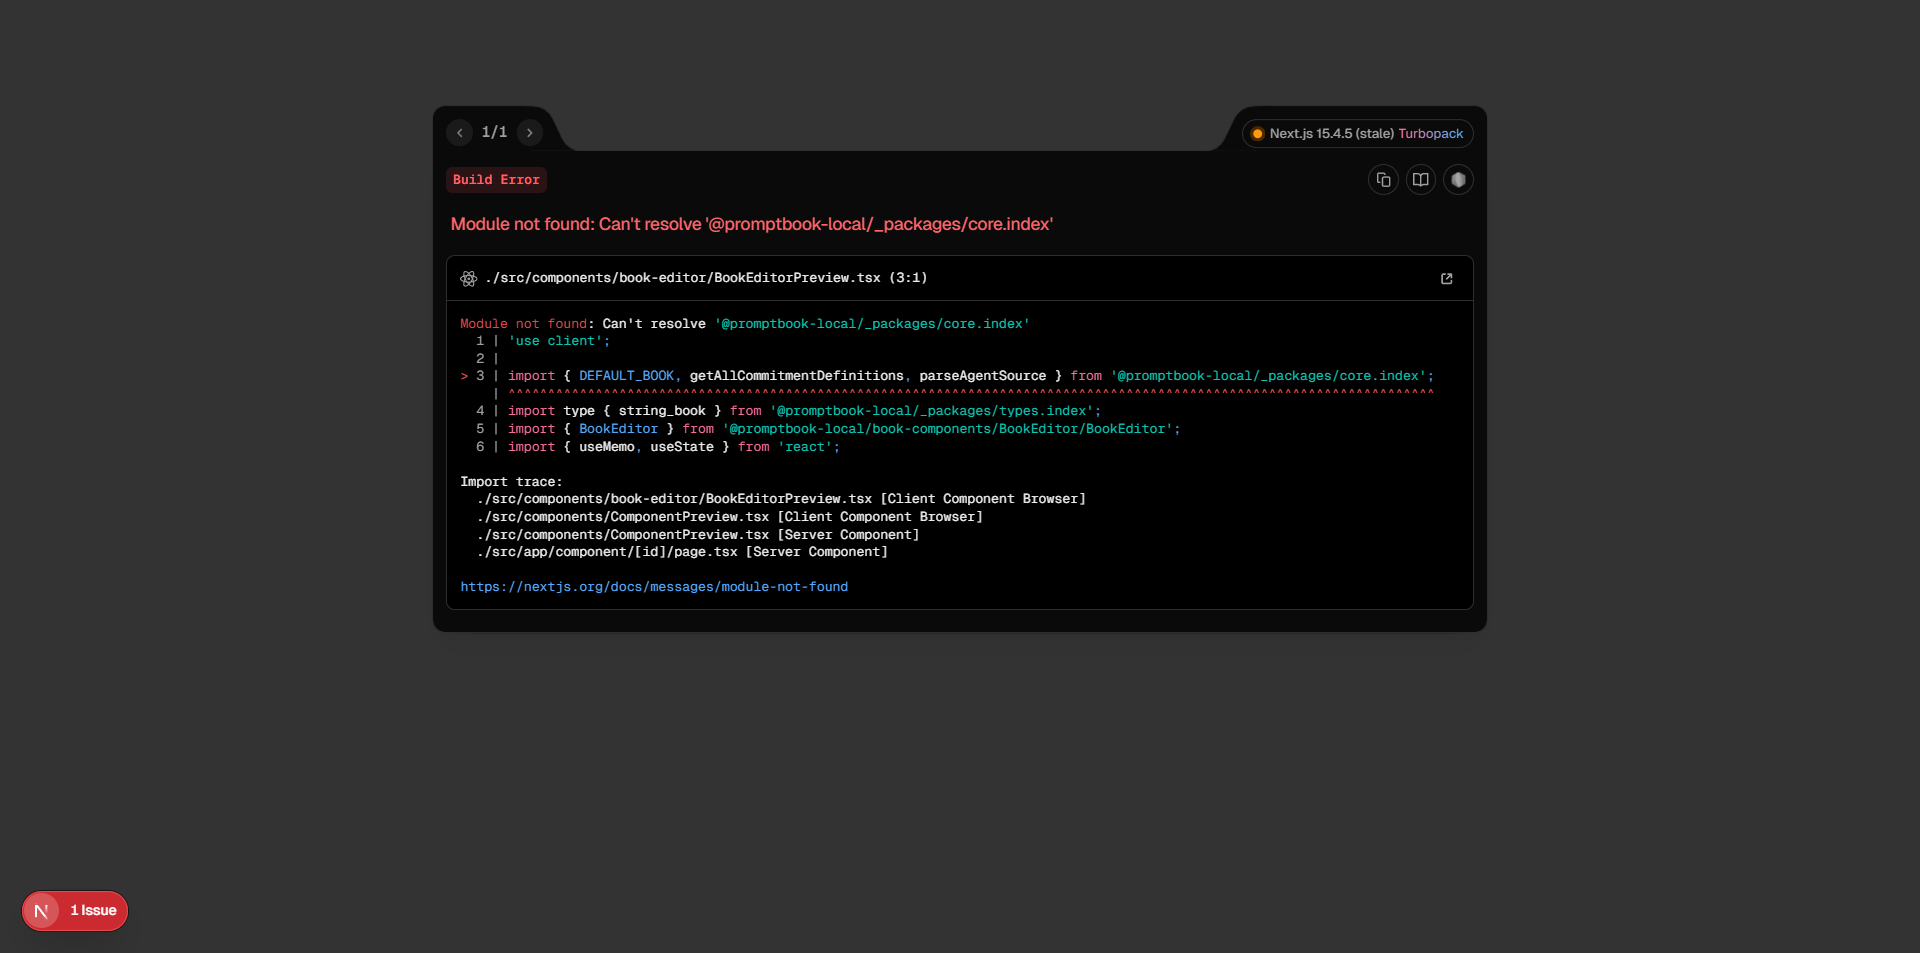 1/1
Next.js 15.4.5 (stale) Turbopack
Build Error
Module not found: Can't resolve '@promptbook-local/_packages/core.index'
./src/components/book-editor/BookEditorPreview.tsx (3:1)
Module not found: Can't resolve '@promptbook-local/_packages/core.index'
1 | 'use client';
2 |
> 3 | import { DEFAULT_BOOK, getAllCommitmentDefinitions, parseAgentSource } from '@promptbook-local/_packages/core.index';
| ^^^^^^^^^^^^^^^^^^^^^^^^^^^^^^^^^^^^^^^^^^^^^^^^^^^^^^^^^^^^^^^^^^^^^^^^^^^^^^^^^^^^^^^^^^^^^^^^^^^^^^^^^^^^^^^^^^^^^
4 | import type { string_book } from '@promptbook-local/_packages/types.index';
5 | import { BookEditor } from '@promptbook-local/book-components/BookEditor/BookEditor';
6 | import { useMemo, useState } from 'react';
Import trace:
./src/components/book-editor/BookEditorPreview.tsx [Client Component Browser]
./src/components/ComponentPreview.tsx [Client Component Browser]
./src/components/ComponentPreview.tsx [Server Component]
./src/app/component/[id]/page.tsx [Server Component]
https://nextjs.org/docs/messages/module-not-found
1 Issue